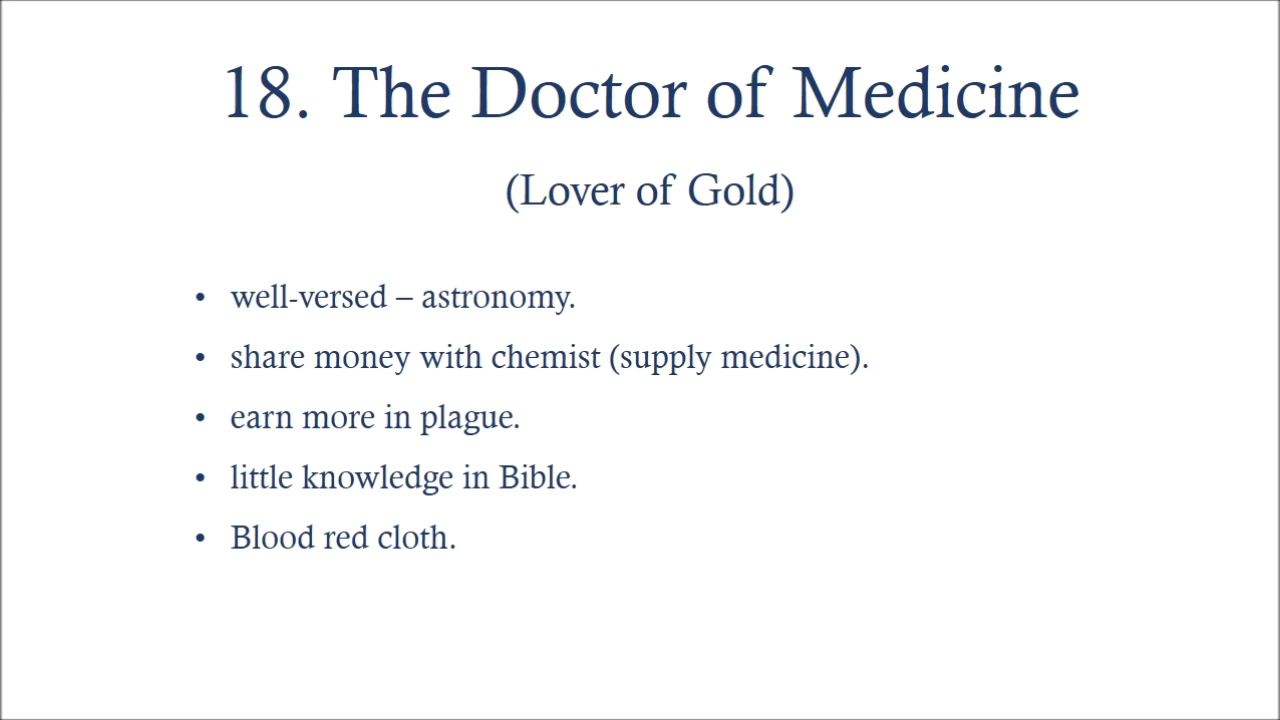 18. The Doctor of Medicine
(Lover of Gold)
• well-versed – astronomy.
• share money with chemist (supply medicine).
• earn more in plague.
• little knowledge in Bible.
• Blood red cloth.